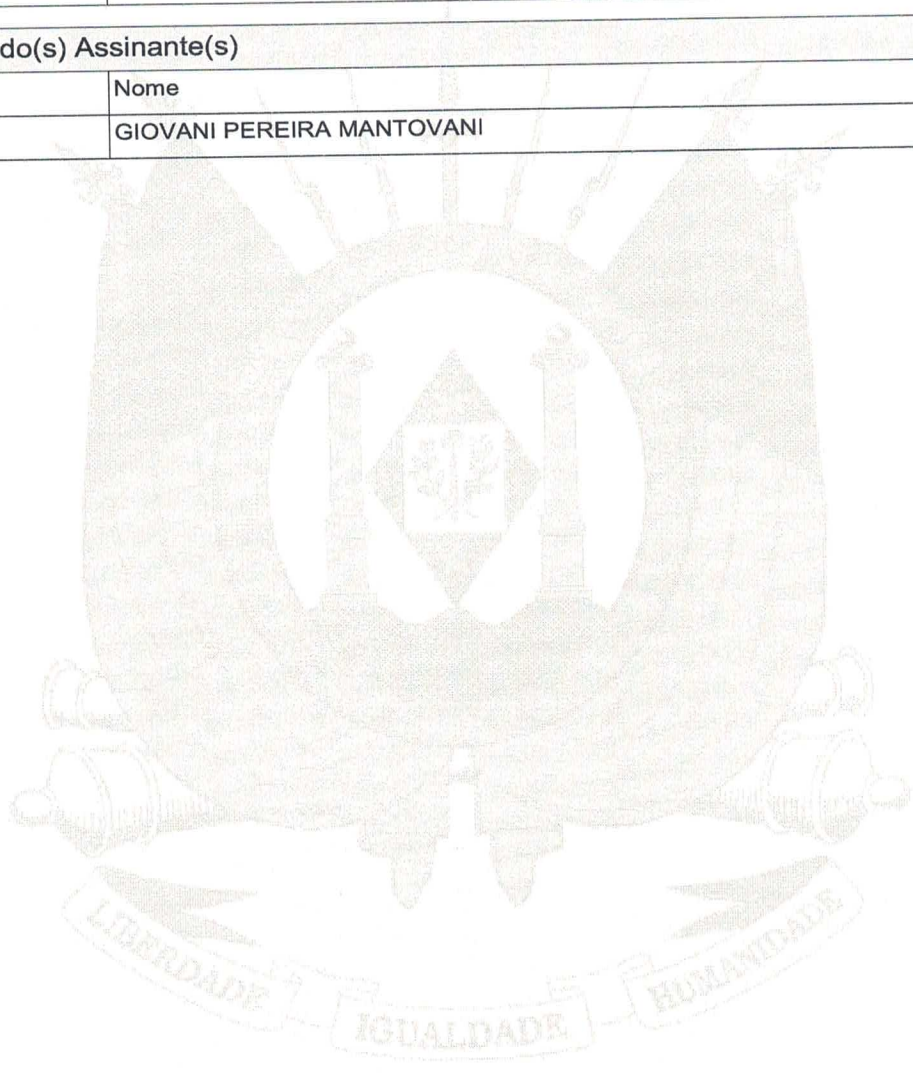 do(s) Assinante(s)
Nome
GIOVANI PEREIRA MANTOVANI
LIBERDADE
IGUALDADE
HUMANIDADE